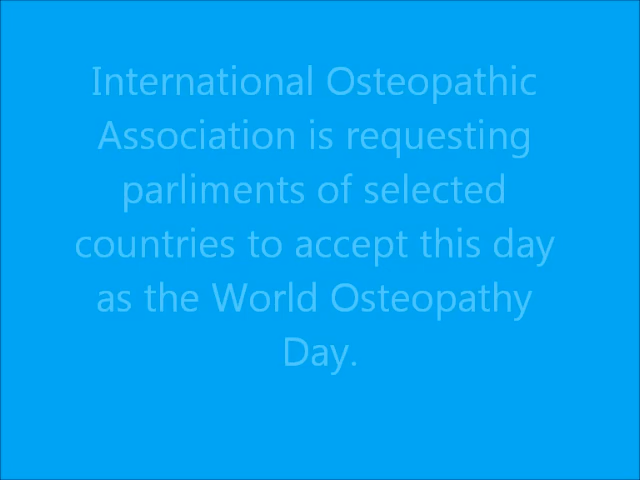 International Osteopathic
Association is requesting
parliments of selected
countries to accept this day
as the World Osteopathy
Day.